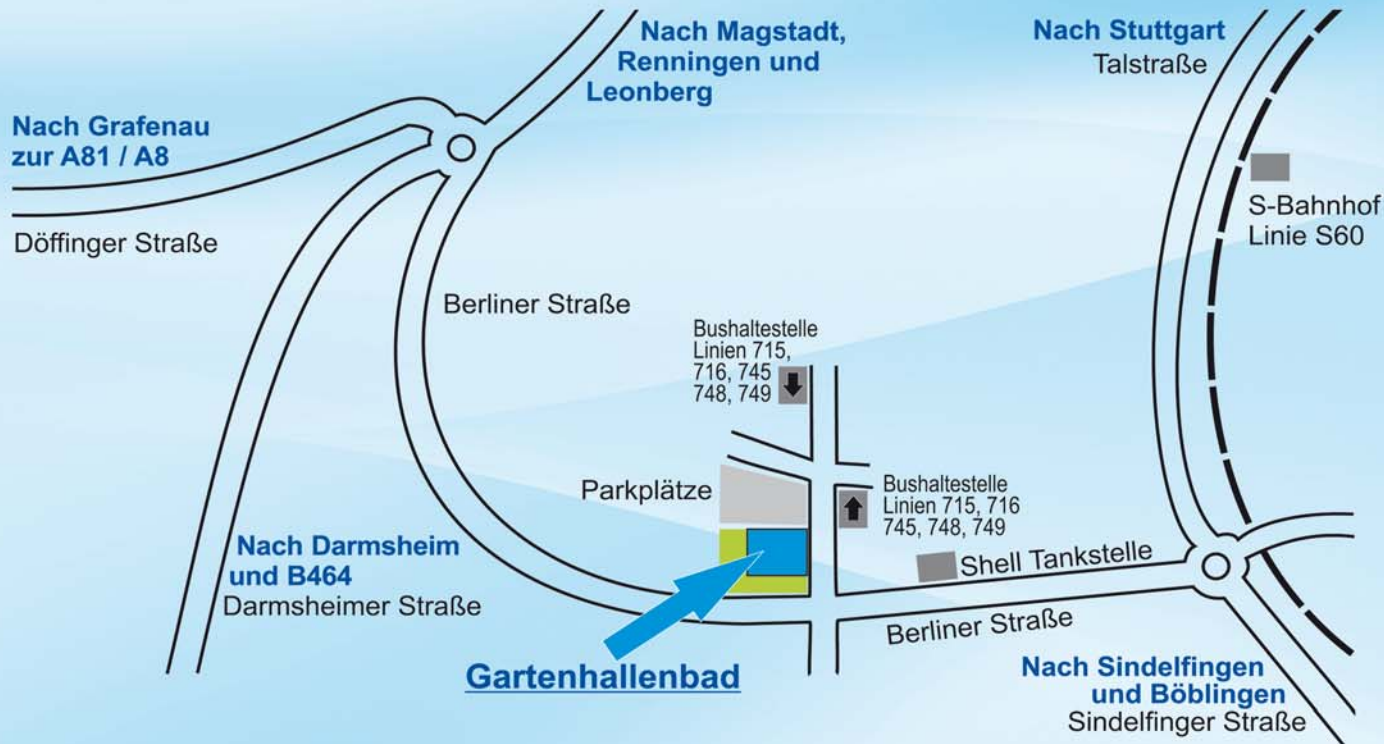 Nach Magstadt,
Renningen und
Leonberg
Nach Stuttgart
Talstraße
Nach Grafenau
zur A81 / A8
Döffinger Straße
S-Bahnhof
Linie S60
Berliner Straße
Bushaltestelle
Linien 715,
716, 745
748, 749
Parkplätze
Bushaltestelle
Linien 715, 716
745, 748, 749
Nach Darmsheim
und B464
Darmsheimer Straße
Shell Tankstelle
Berliner Straße
Gartenhallenbad
Nach Sindelfingen
und Böblingen
Sindelfinger Straße